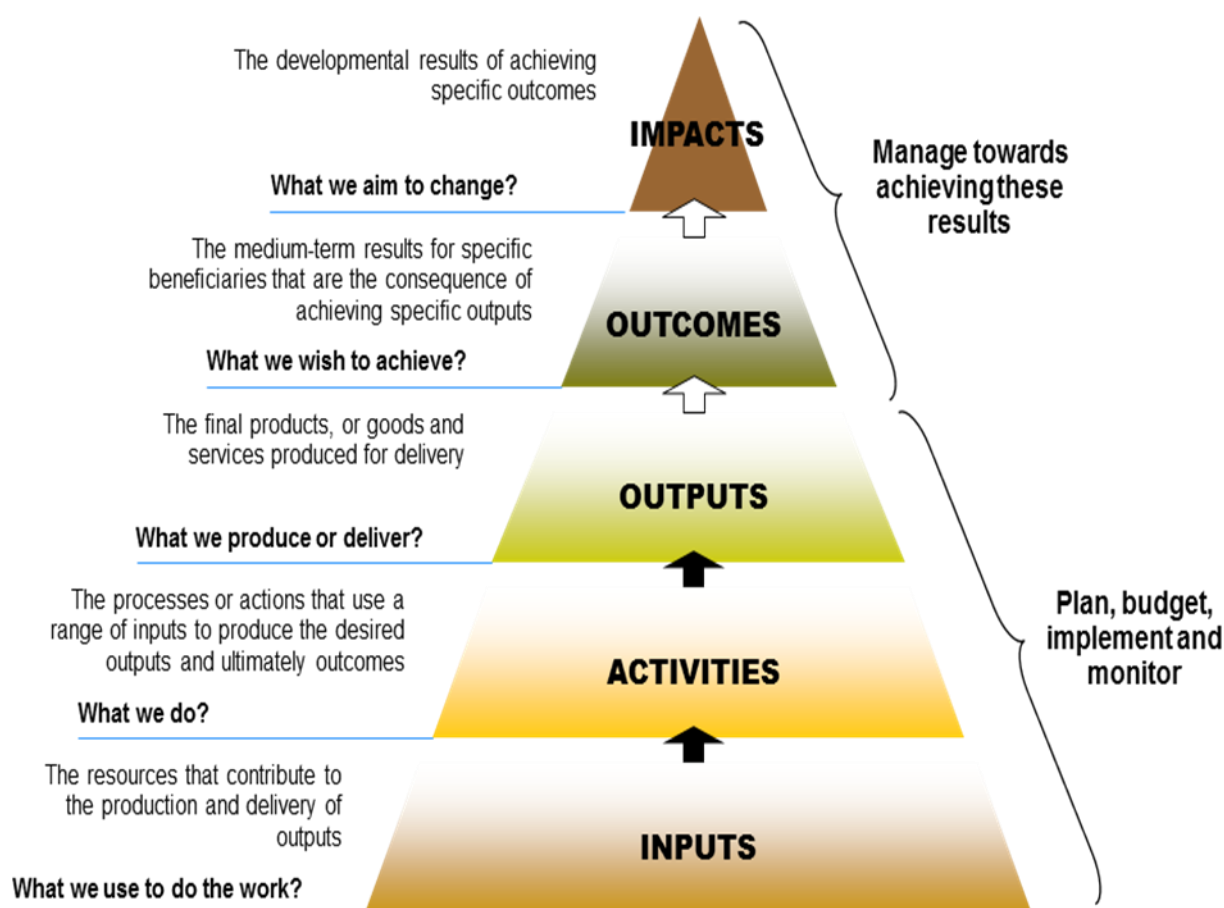 The developmental results of achieving
specific outcomes
IMPACTS
What we aim to change?
Manage towards
achieving these
results
The medium-term results for specific
beneficiaries that are the consequence of
achieving specific outputs
OUTCOMES
What we wish to achieve?
The final products, or goods and
services produced for delivery
OUTPUTS
What we produce or deliver?
The processes or actions that use a
range of inputs to produce the desired
outputs and ultimately outcomes
ACTIVITIES
What we do?
Plan, budget,
implement and
monitor
The resources that contribute to
the production and delivery of
outputs
INPUTS
What we use to do the work?